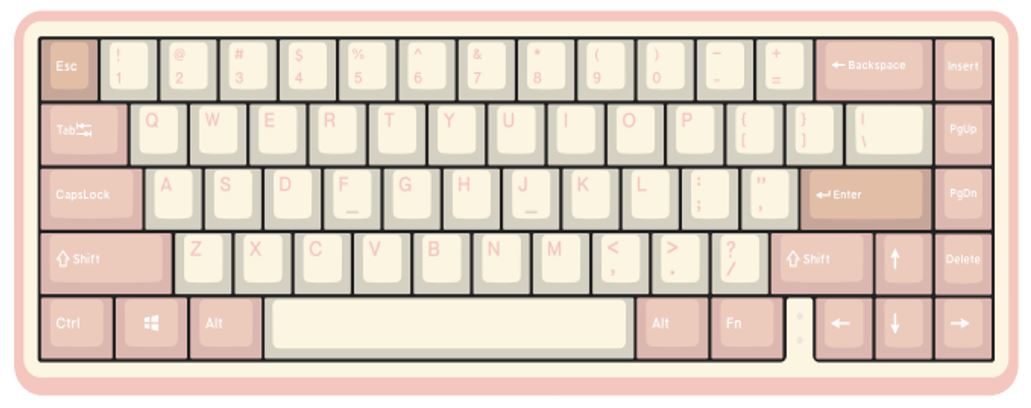 Esc ! @ # $ % ^ & * ( ) - + ← Backspace Insert
1 2 3 4 5 6 7 8 9 0 - =
Tab Q W E R T Y U I O P { } | PgUp
[ ] \
CapsLock A S D F G H J K L : " ↵ Enter PgDn
_ _ ; ,
⇧ Shift Z X C V B N M < > ? ⇧ Shift ↑ Delete
, . /
Ctrl Alt Alt Fn ← ↓ →